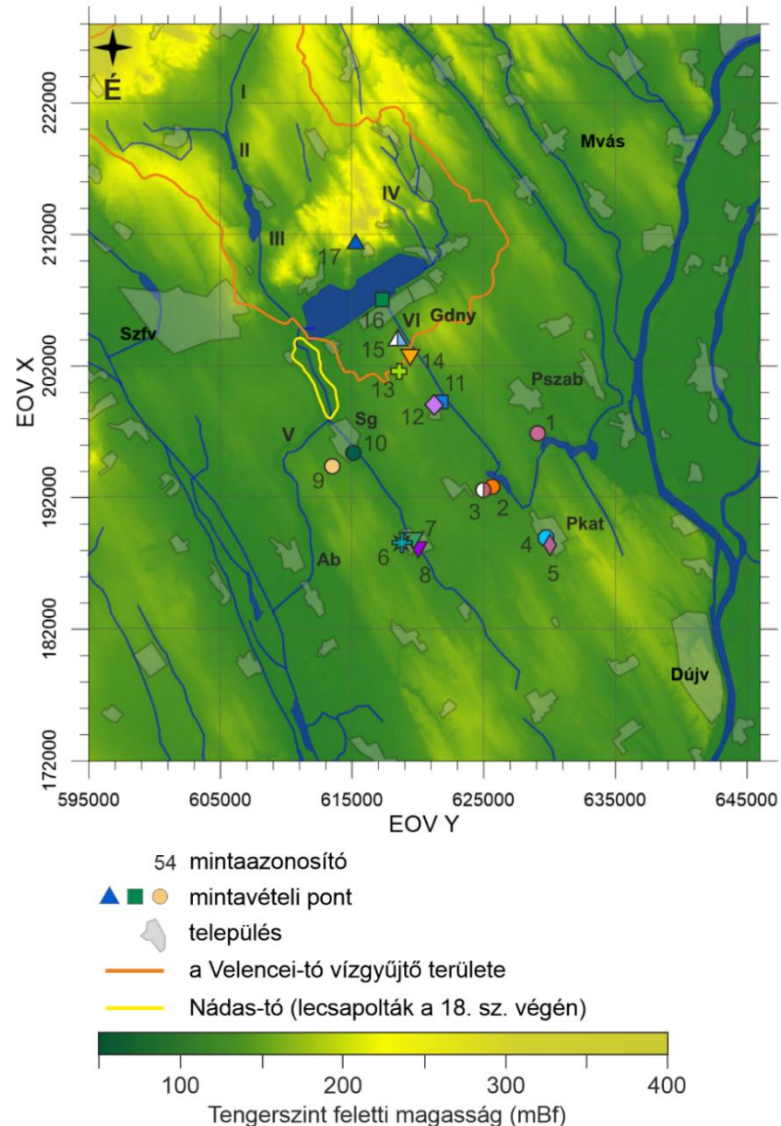 É
I
II
III
IV
V
VI
Mvás
Szfv
Gdny
Pszab
Sg
Ab
Pkat
Dújv
17
16
15
14
13
11
12
1
10
9
3
2
7
6
8
4
5
EOV X
222000
212000
202000
192000
182000
172000
595000 605000 615000 625000 635000 645000
EOV Y
54 mintaazonosító
mintavételi pont
település
a Velencei-tó vízgyűjtő területe
Nádas-tó (lecsapolták a 18. sz. végén)
100 200 300 400
Tengerszint feletti magasság (mBf)